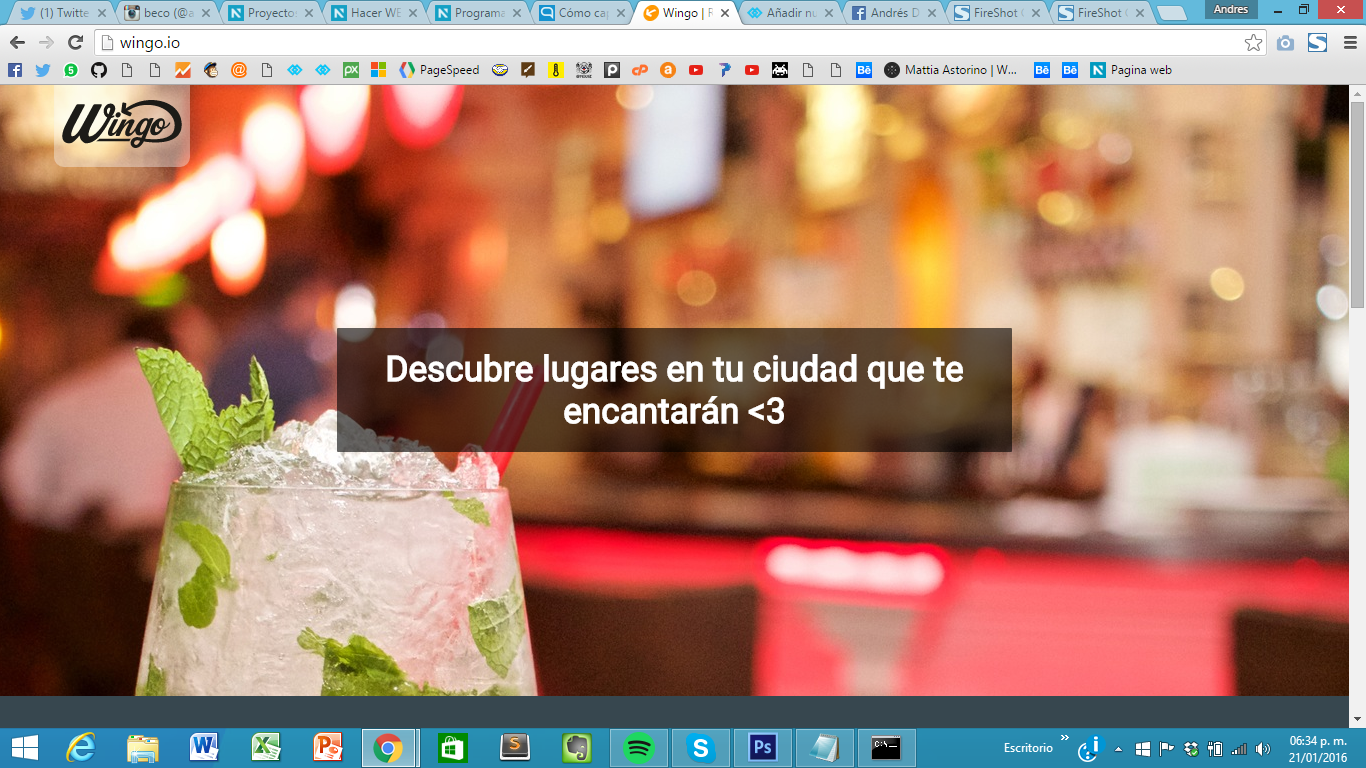 (1) Twitte
beco (@a
Proyecto
Hacer WE
Programa
Cómo ca
Wingo | R
Añadir nu
Andrés D
FireShot
FireShot
Andres
wingo.io
PageSpeed
Mattia Astorino | W...
Pagina web
Wingo
Descubre lugares en tu ciudad que te
encantarán <3
Escritorio
06:34 p. m.
21/01/2016